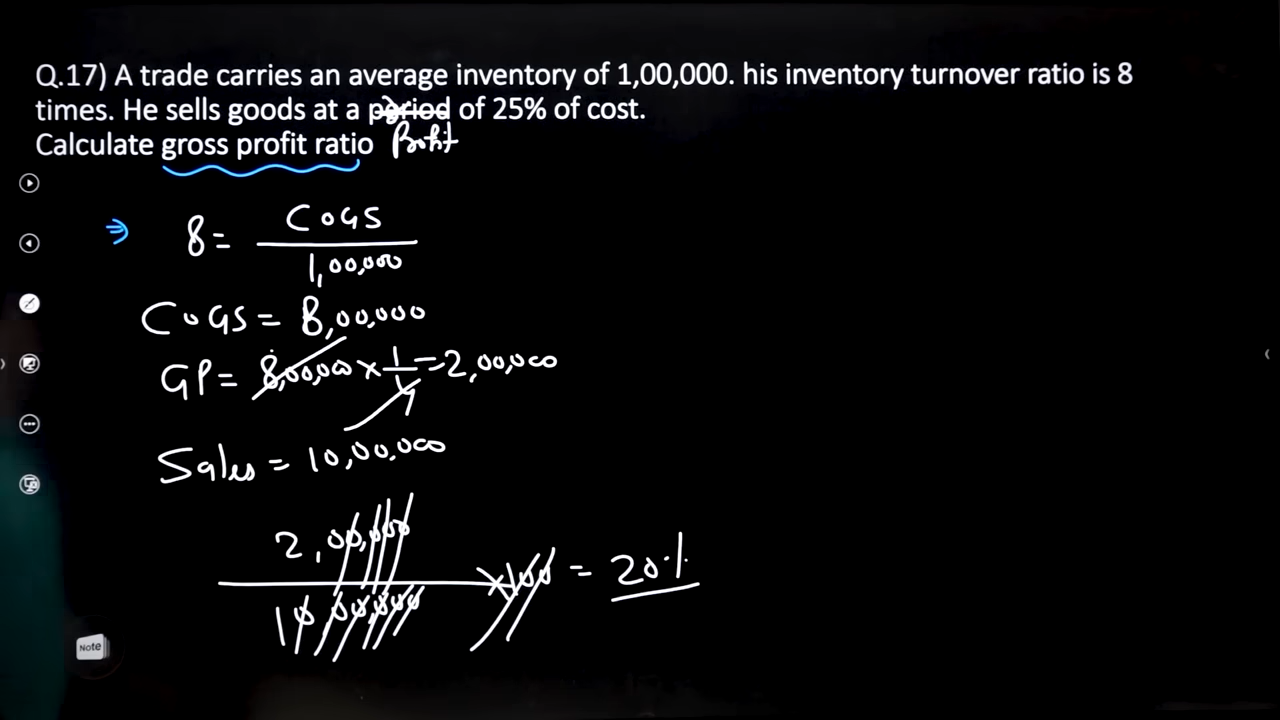 Q.17) A trade carries an average inventory of 1,00,000. his inventory turnover ratio is 8
times. He sells goods at a period of 25% of cost.
Calculate gross profit ratio Profit
⇒ 8 = COGS
1,00,000
COGS = 8,00,000
GP = 8,00,000 × 1/4 = 2,00,000
Sales = 10,00,000
2,00,000
10,00,000 ×100 = 20%
Note